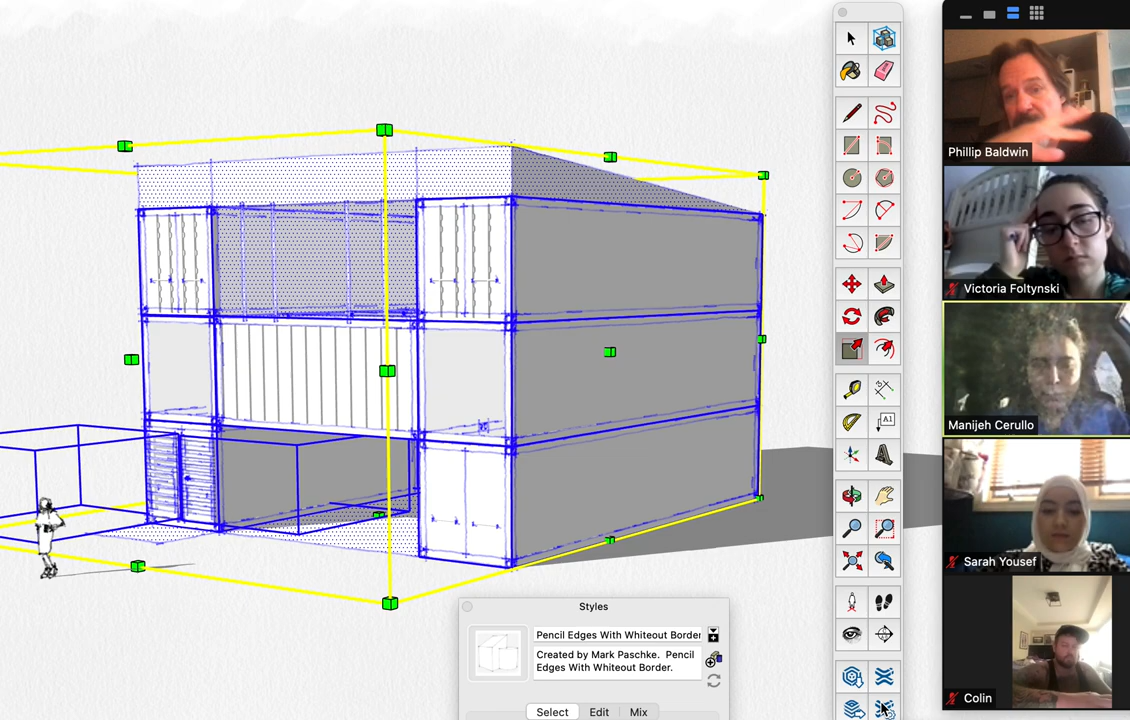 Phillip Baldwin
Victoria Foltynski
Manijeh Cerullo
Sarah Yousef
Colin
A1
Styles
Pencil Edges With Whiteout Border
Created by Mark Paschke. Pencil
Edges With Whiteout Border.
Select Edit Mix